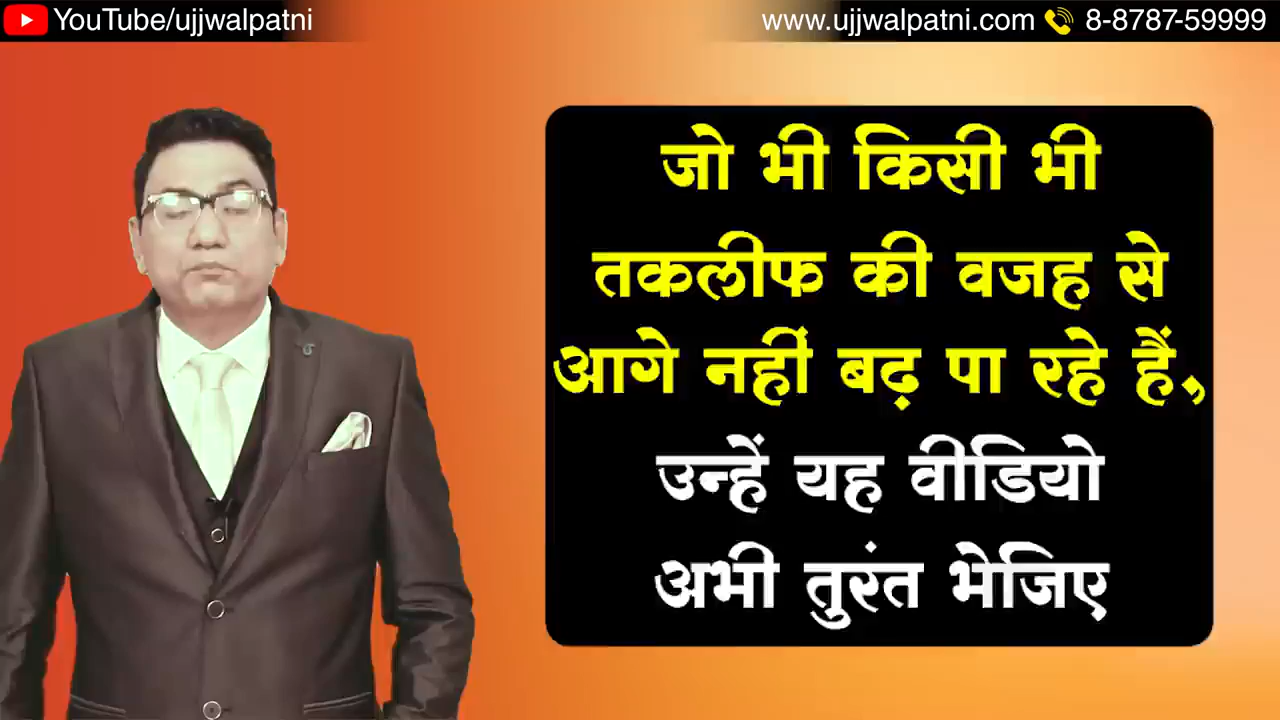 YouTube/ujjwalpatni
www.ujjwalpatni.com 8-8787-59999
जो भी किसी भी
तकलीफ की वजह से
आगे नहीं बढ़ पा रहे हैं,
उन्हें यह वीडियो
अभी तुरंत भेजिए